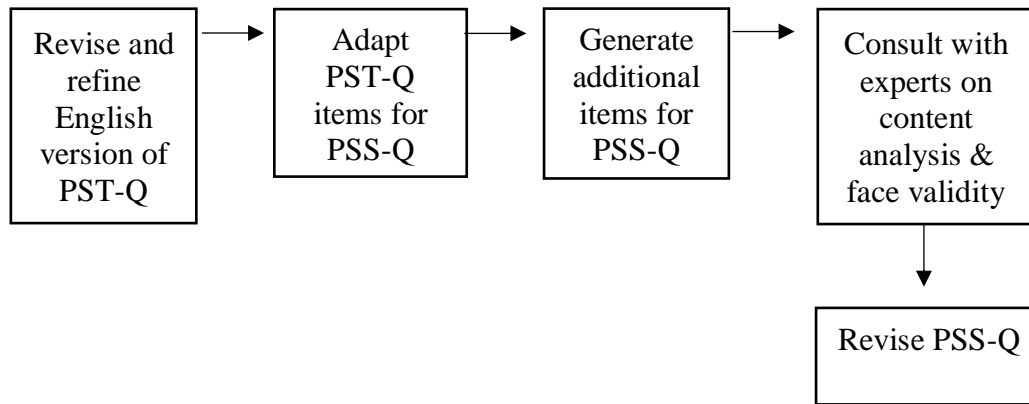 Revise and
refine
English
version of
PST-Q
Adapt
PST-Q
items for
PSS-Q
Generate
additional
items for
PSS-Q
Consult with
experts on
content
analysis &
face validity
Revise PSS-Q